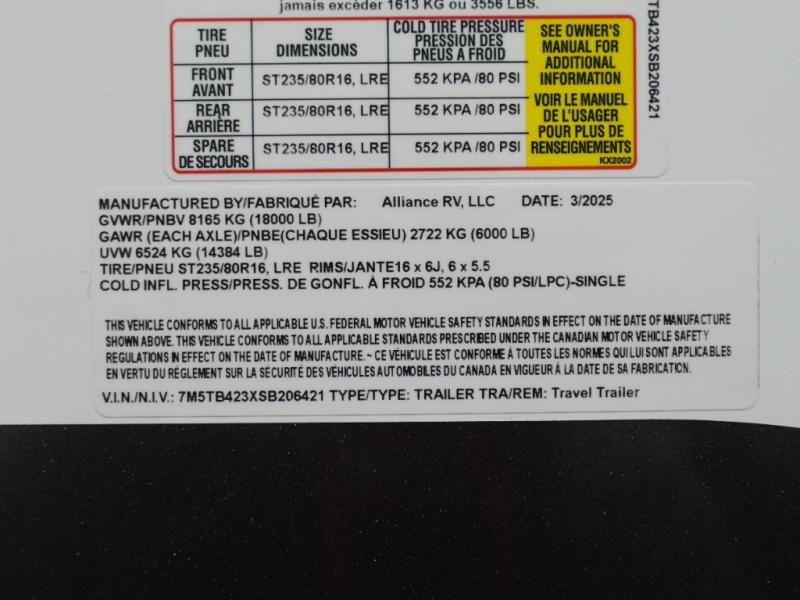 jamais excéder 1613 KG ou 3556 LBS.
TIRE PNEU
SIZE DIMENSIONS
COLD TIRE PRESSURE PRESSION DES PNEUS À FROID
FRONT AVANT
ST235/80R16, LRE
552 KPA /80 PSI
REAR ARRIÈRE
ST235/80R16, LRE
552 KPA /80 PSI
SPARE DE SECOURS
ST235/80R16, LRE
552 KPA /80 PSI
SEE OWNER'S
MANUAL FOR
ADDITIONAL
INFORMATION
VOIR LE MANUEL
DE L'USAGER
POUR PLUS DE
RENSEIGNEMENTS
KX2002
TB423XSB206421
MANUFACTURED BY/FABRIQUÉ PAR: Alliance RV, LLC DATE: 3/2025
GVWR/PNBV 8165 KG (18000 LB)
GAWR (EACH AXLE)/PNBE(CHAQUE ESSIEU) 2722 KG (6000 LB)
UVW 6524 KG (14384 LB)
TIRE/PNEU ST235/80R16, LRE RIMS/JANTE16 x 6J, 6 x 5.5
COLD INFL. PRESS/PRESS. DE GONFL. À FROID 552 KPA (80 PSI/LPC)-SINGLE
THIS VEHICLE CONFORMS TO ALL APPLICABLE U.S. FEDERAL MOTOR VEHICLE SAFETY STANDARDS IN EFFECT ON THE DATE OF MANUFACTURE
SHOWN ABOVE. THIS VEHICLE CONFORMS TO ALL APPLICABLE STANDARDS PRESCRIBED UNDER THE CANADIAN MOTOR VEHICLE SAFETY
REGULATIONS IN EFFECT ON THE DATE OF MANUFACTURE. ~ CE VÉHICULE EST CONFORME À TOUTES LES NORMES QUI LUI SONT APPLICABLES
EN VERTU DU RÉGLEMENT SUR LA SÉCURITÉ DES VÉHICULES AUTOMOBILES DU CANADA EN VIGUEUR À LA DATE DE SA FABRICATION.
V.I.N./N.I.V.: 7M5TB423XSB206421 TYPE/TYPE: TRAILER TRA/REM: Travel Trailer